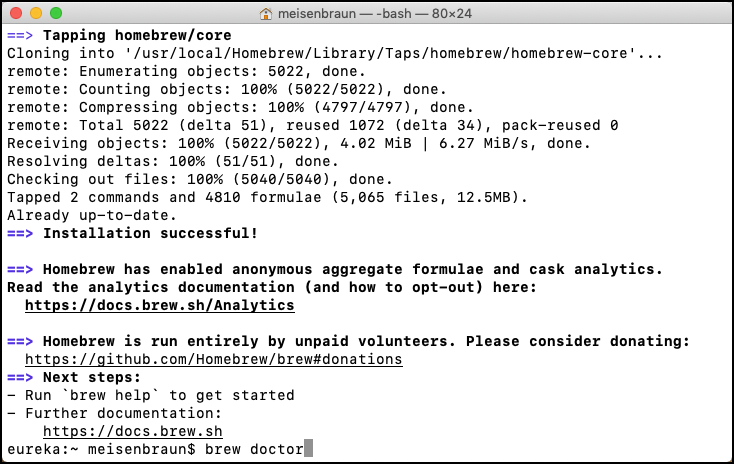 meisenbraun — -bash — 80×24
==> Tapping homebrew/core
Cloning into '/usr/local/Homebrew/Library/Taps/homebrew/homebrew-core'...
remote: Enumerating objects: 5022, done.
remote: Counting objects: 100% (5022/5022), done.
remote: Compressing objects: 100% (4797/4797), done.
remote: Total 5022 (delta 51), reused 1072 (delta 34), pack-reused 0
Receiving objects: 100% (5022/5022), 4.02 MiB | 6.27 MiB/s, done.
Resolving deltas: 100% (51/51), done.
Checking out files: 100% (5040/5040), done.
Tapped 2 commands and 4810 formulae (5,065 files, 12.5MB).
Already up-to-date.
==> Installation successful!
==> Homebrew has enabled anonymous aggregate formulae and cask analytics.
Read the analytics documentation (and how to opt-out) here:
https://docs.brew.sh/Analytics
==> Homebrew is run entirely by unpaid volunteers. Please consider donating:
https://github.com/Homebrew/brew#donations
==> Next steps:
- Run `brew help` to get started
- Further documentation:
https://docs.brew.sh
eureka:~ meisenbraun$ brew doctor